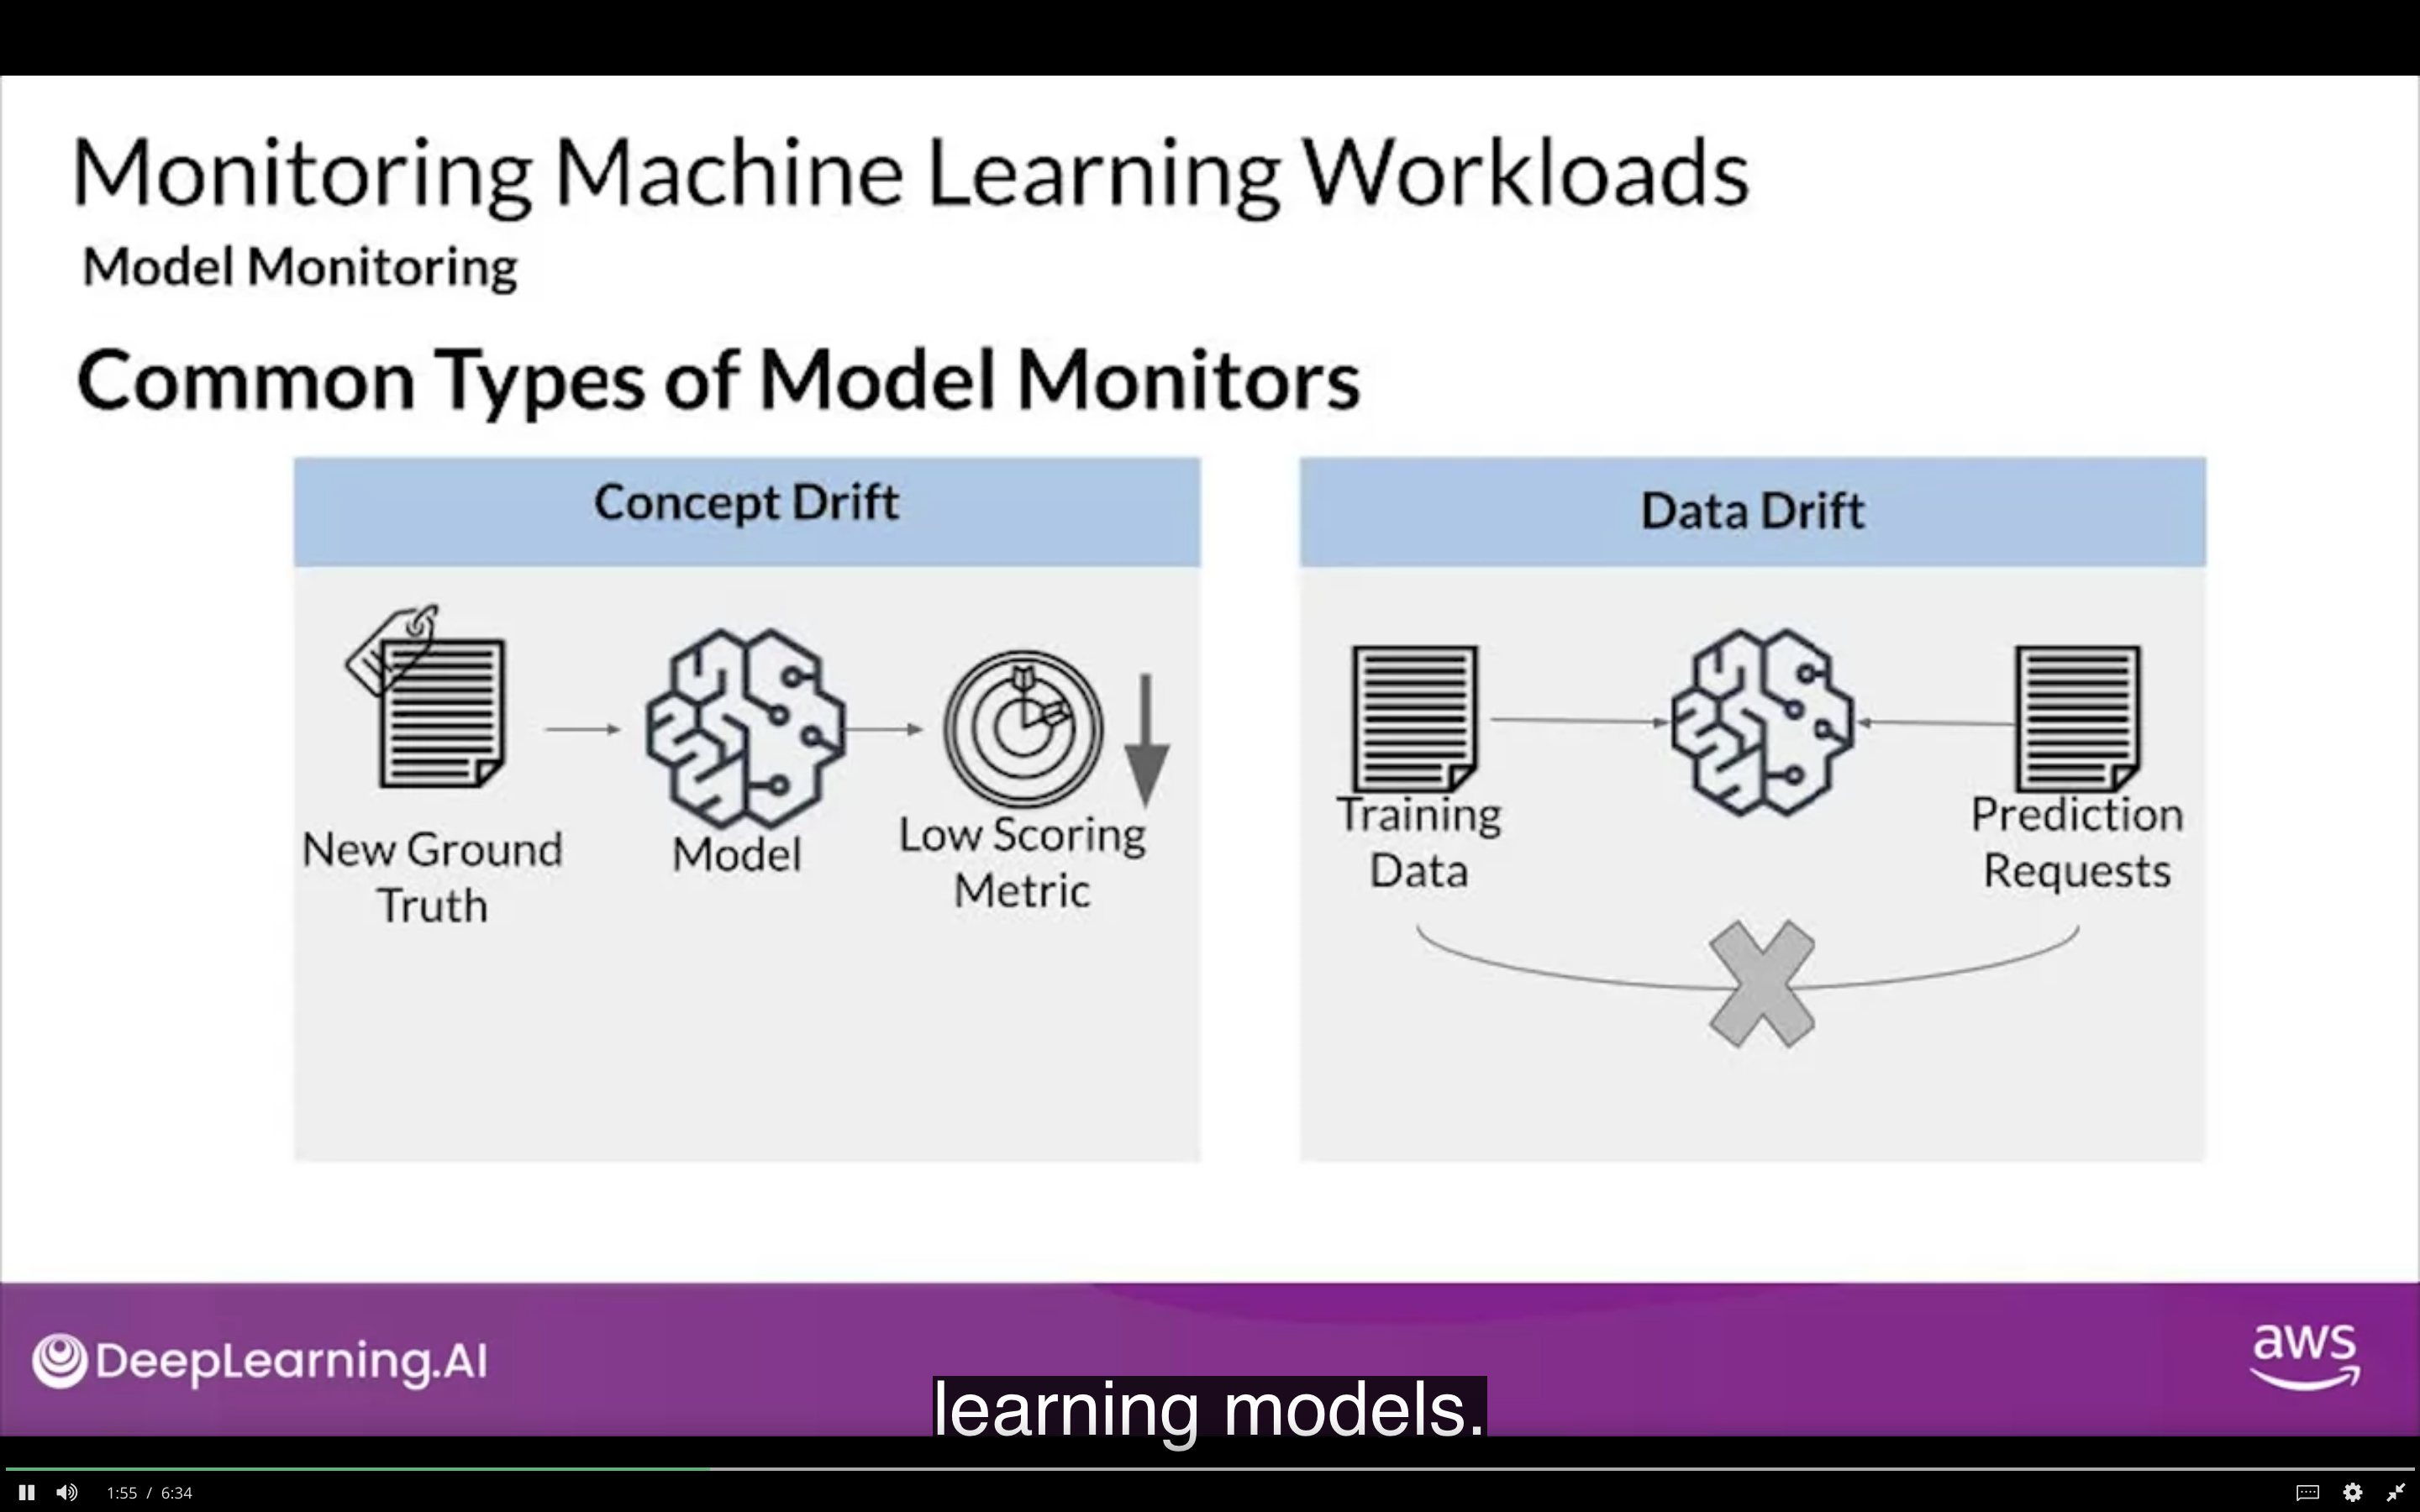 Monitoring Machine Learning Workloads
Model Monitoring
Common Types of Model Monitors
Concept Drift
New Ground
Truth
Model
Low Scoring
Metric
Data Drift
Training
Data
Prediction
Requests
DeepLearning.AI
aws
learning models.
1:55 / 6:34